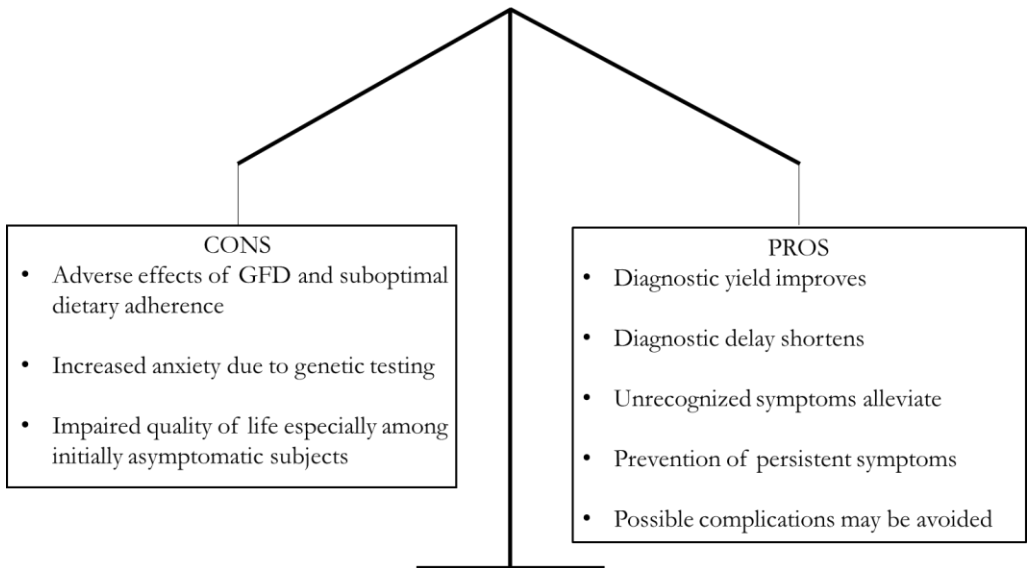 CONS
• Adverse effects of GFD and suboptimal
dietary adherence
• Increased anxiety due to genetic testing
• Impaired quality of life especially among
initially asymptomatic subjects
PROS
• Diagnostic yield improves
• Diagnostic delay shortens
• Unrecognized symptoms alleviate
• Prevention of persistent symptoms
• Possible complications may be avoided